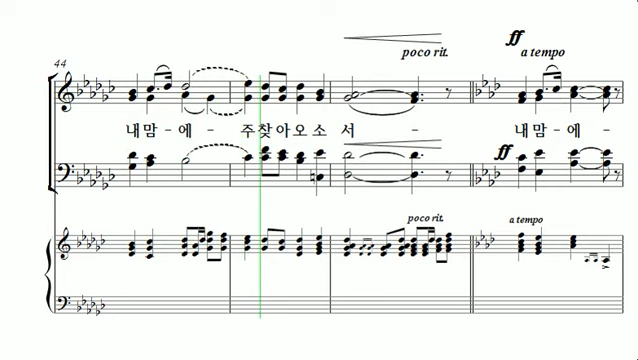 ff
poco rit. a tempo
44
내맘-에- 주찾아오소 서 - 내맘-에-
ff
poco rit. a tempo